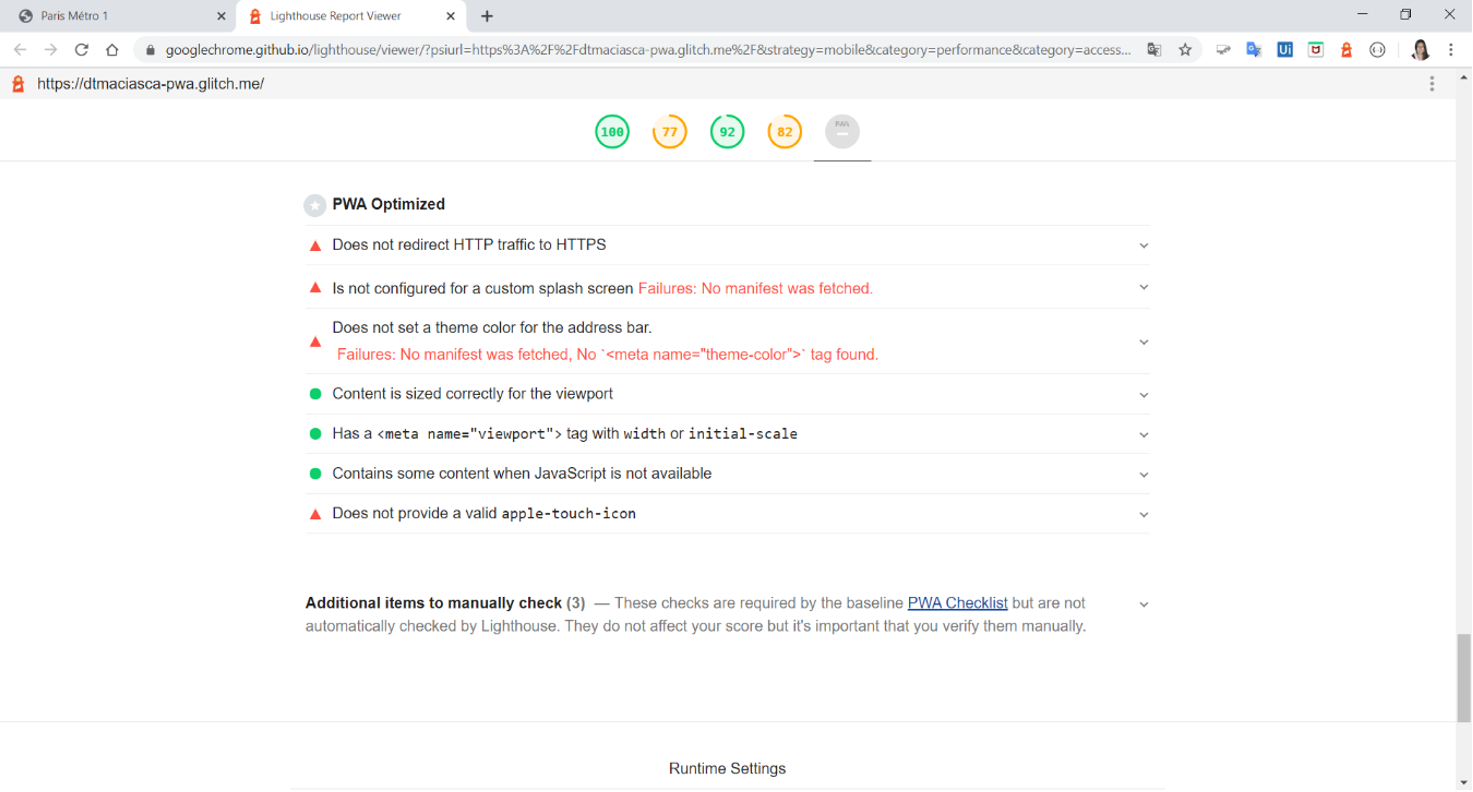 París Métro 1
Lighthouse Report Viewer
googlechrome.github.io/lighthouse/viewer/?psiurl=https%3A%2F%2Fdtmaciasca-pwa.glitch.me%2F&strategy=mobile&category=performance&category=access...
https://dtmaciasca-pwa.glitch.me/
100 77 92 82 PWA
PWA Optimized
Does not redirect HTTP traffic to HTTPS
Is not configured for a custom splash screen Failures: No manifest was fetched.
Does not set a theme color for the address bar.
Failures: No manifest was fetched, No `<meta name="theme-color">` tag found.
Content is sized correctly for the viewport
Has a <meta name="viewport"> tag with width or initial-scale
Contains some content when JavaScript is not available
Does not provide a valid apple-touch-icon
Additional items to manually check (3) — These checks are required by the baseline PWA Checklist but are not
automatically checked by Lighthouse. They do not affect your score but it's important that you verify them manually.
Runtime Settings